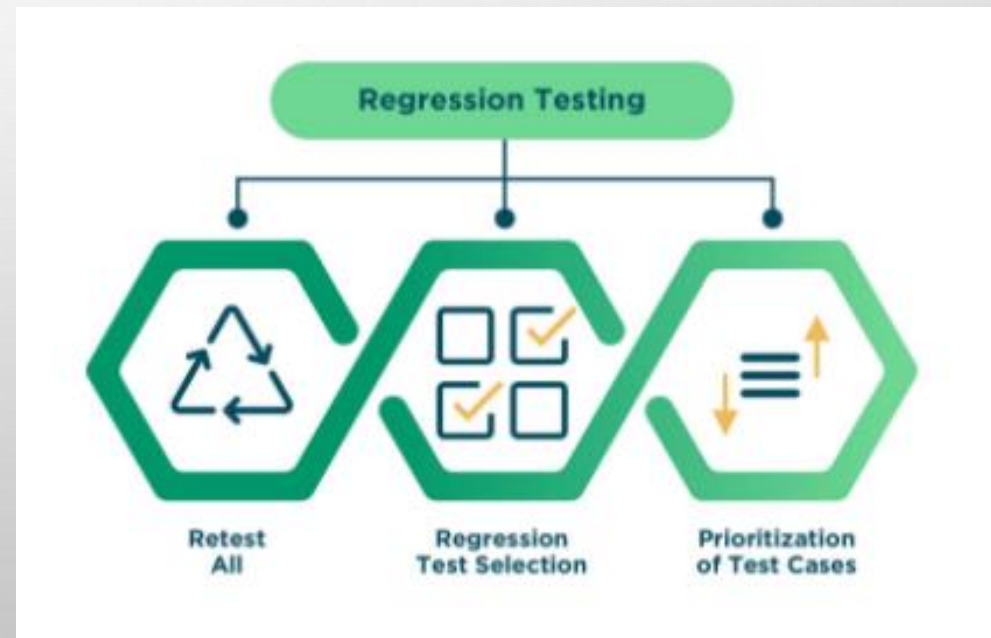 Regression Testing
Retest
All
Regression
Test Selection
Prioritization
of Test Cases